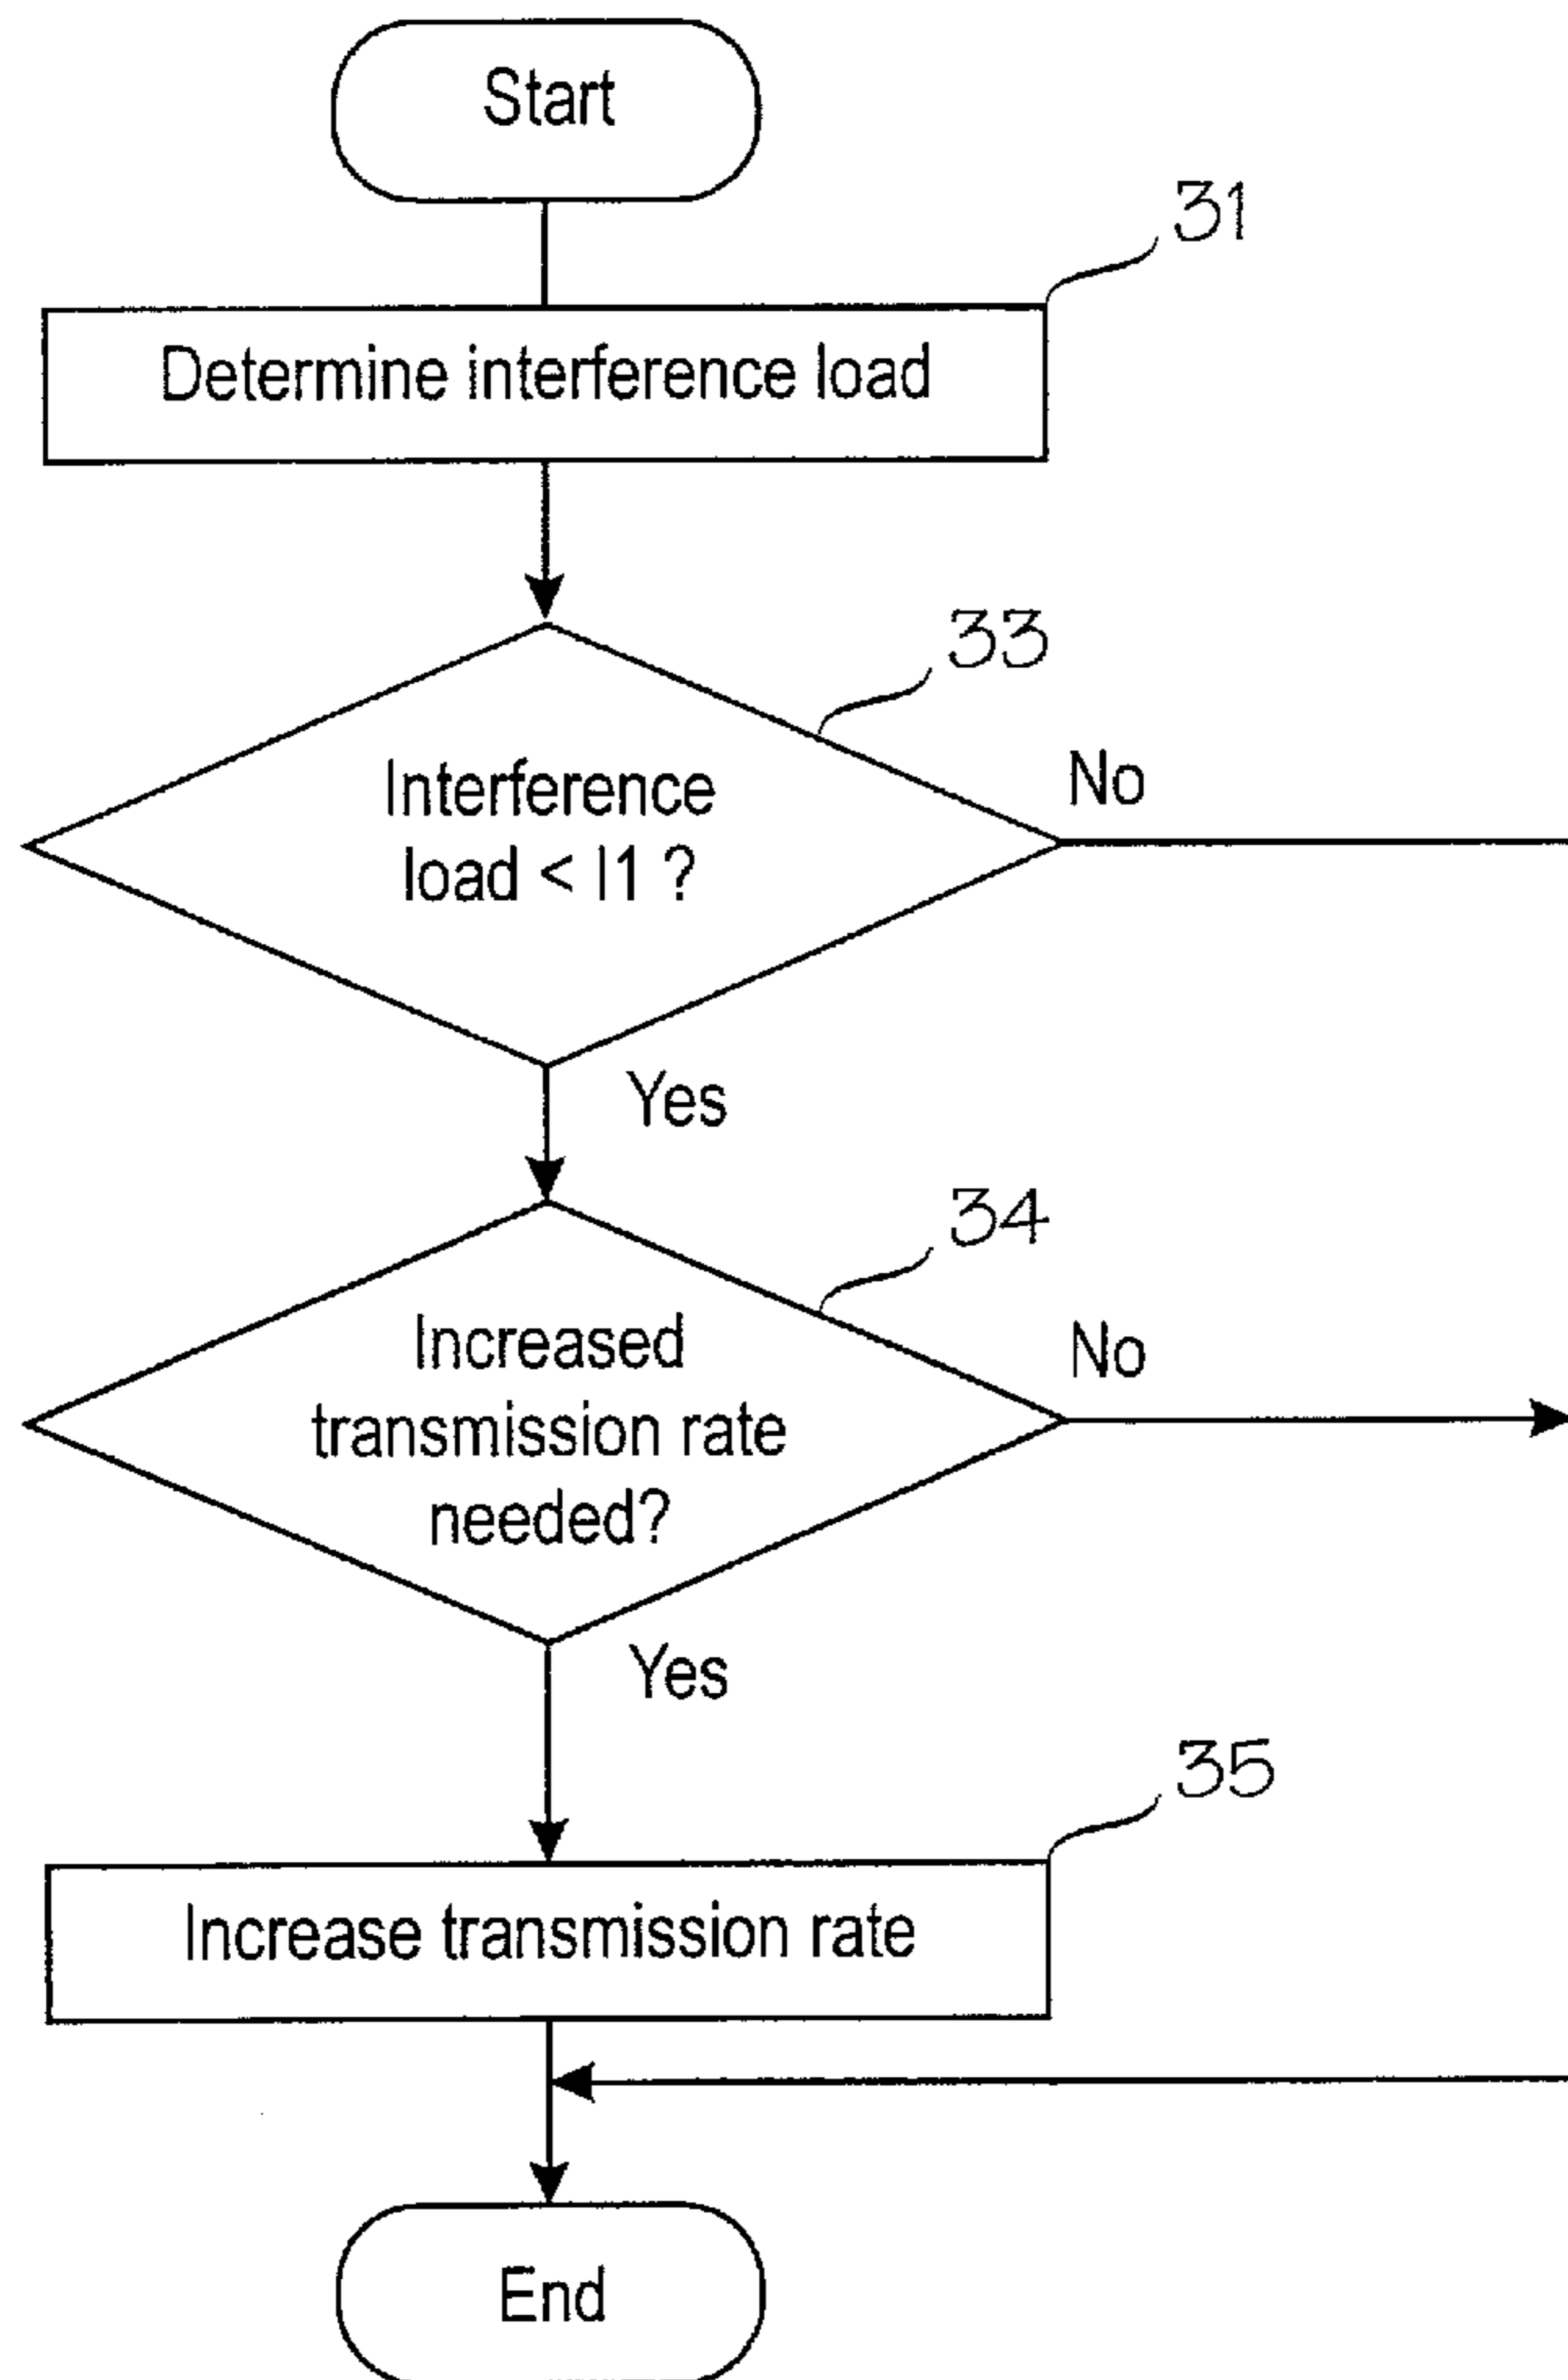 Start
31
Determine interference load
33
Interference
load < I1 ?
No
Yes
34
Increased
transmission rate
needed?
No
Yes
35
Increase transmission rate
End